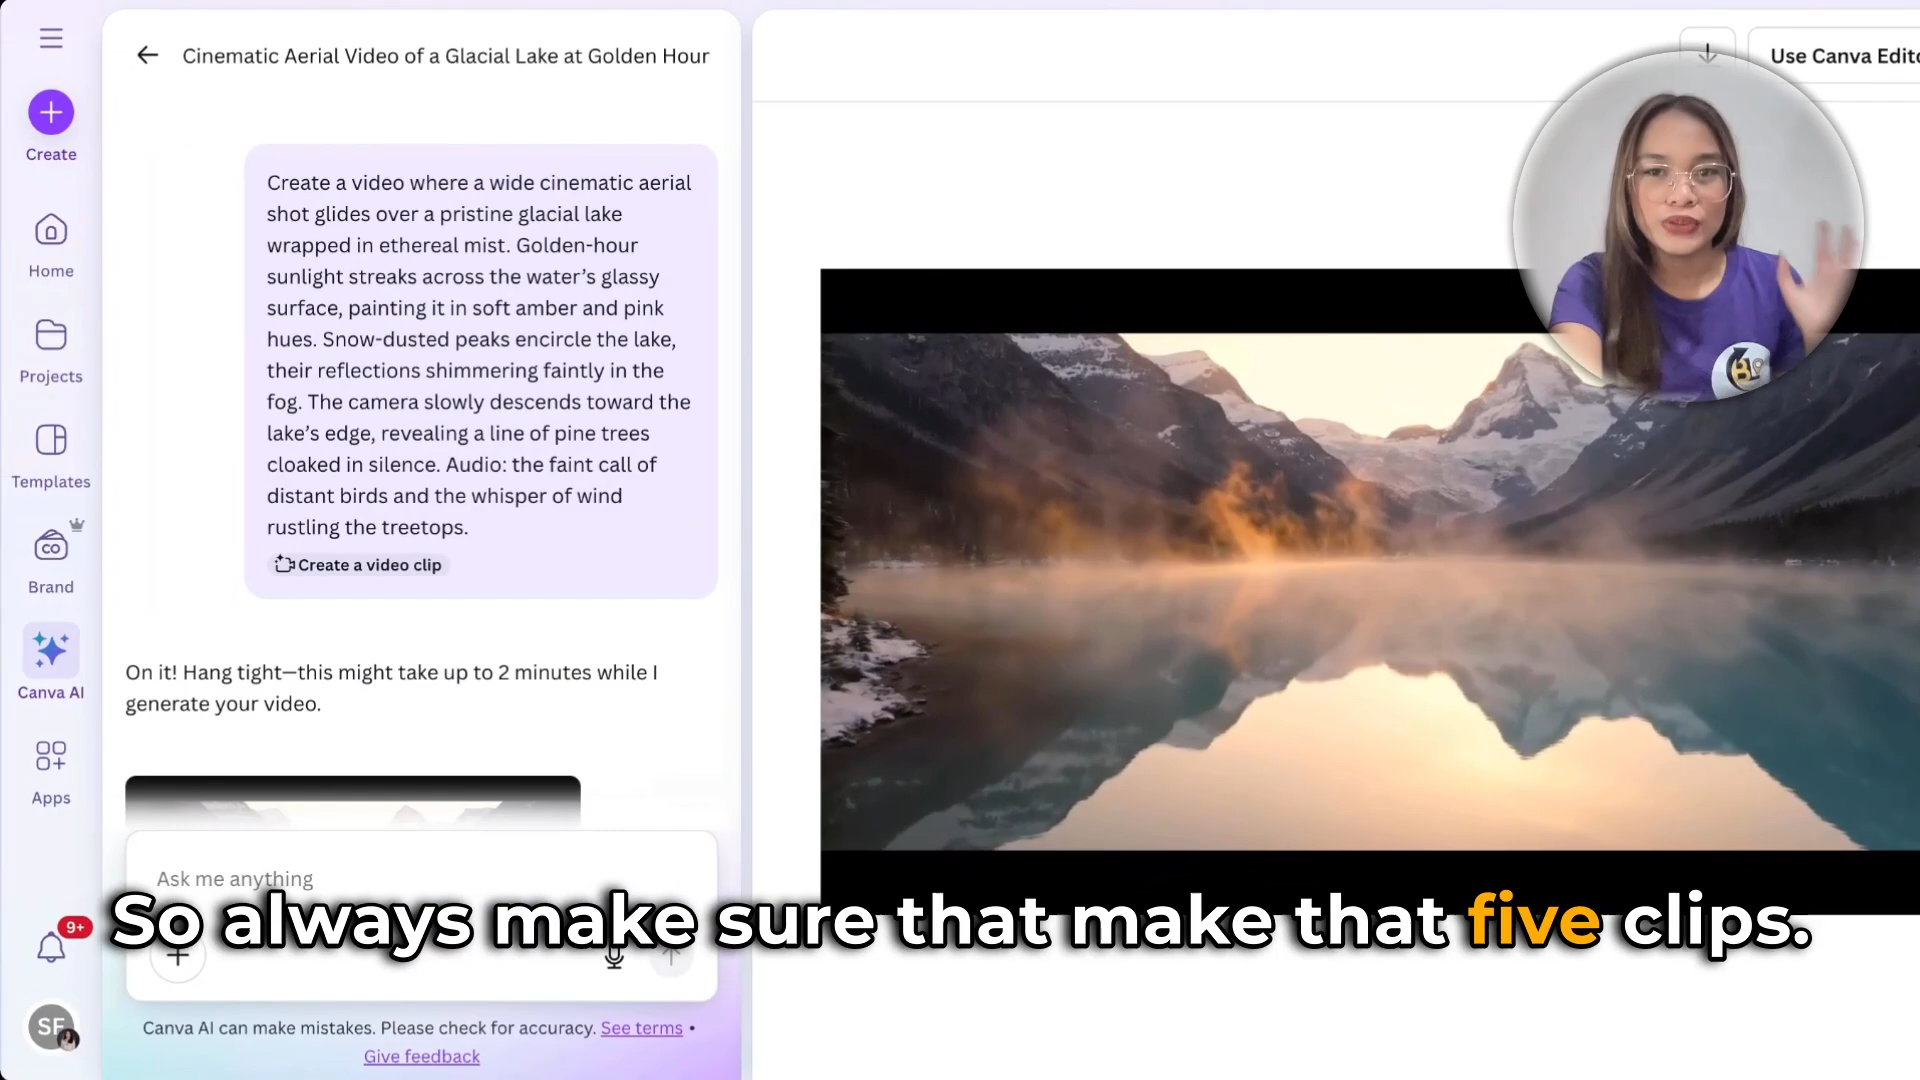 Cinematic Aerial Video of a Glacial Lake at Golden Hour
Use Canva Edito
Create
Home
Projects
Templates
CO
Brand
Canva AI
Apps
9+
SF
Create a video where a wide cinematic aerial
shot glides over a pristine glacial lake
wrapped in ethereal mist. Golden-hour
sunlight streaks across the water’s glassy
surface, painting it in soft amber and pink
hues. Snow-dusted peaks encircle the lake,
their reflections shimmering faintly in the
fog. The camera slowly descends toward the
lake’s edge, revealing a line of pine trees
cloaked in silence. Audio: the faint call of
distant birds and the whisper of wind
rustling the treetops.
Create a video clip
On it! Hang tight—this might take up to 2 minutes while I
generate your video.
Ask me anything
So always make sure that make that five clips.
Canva AI can make mistakes. Please check for accuracy. See terms •
Give feedback